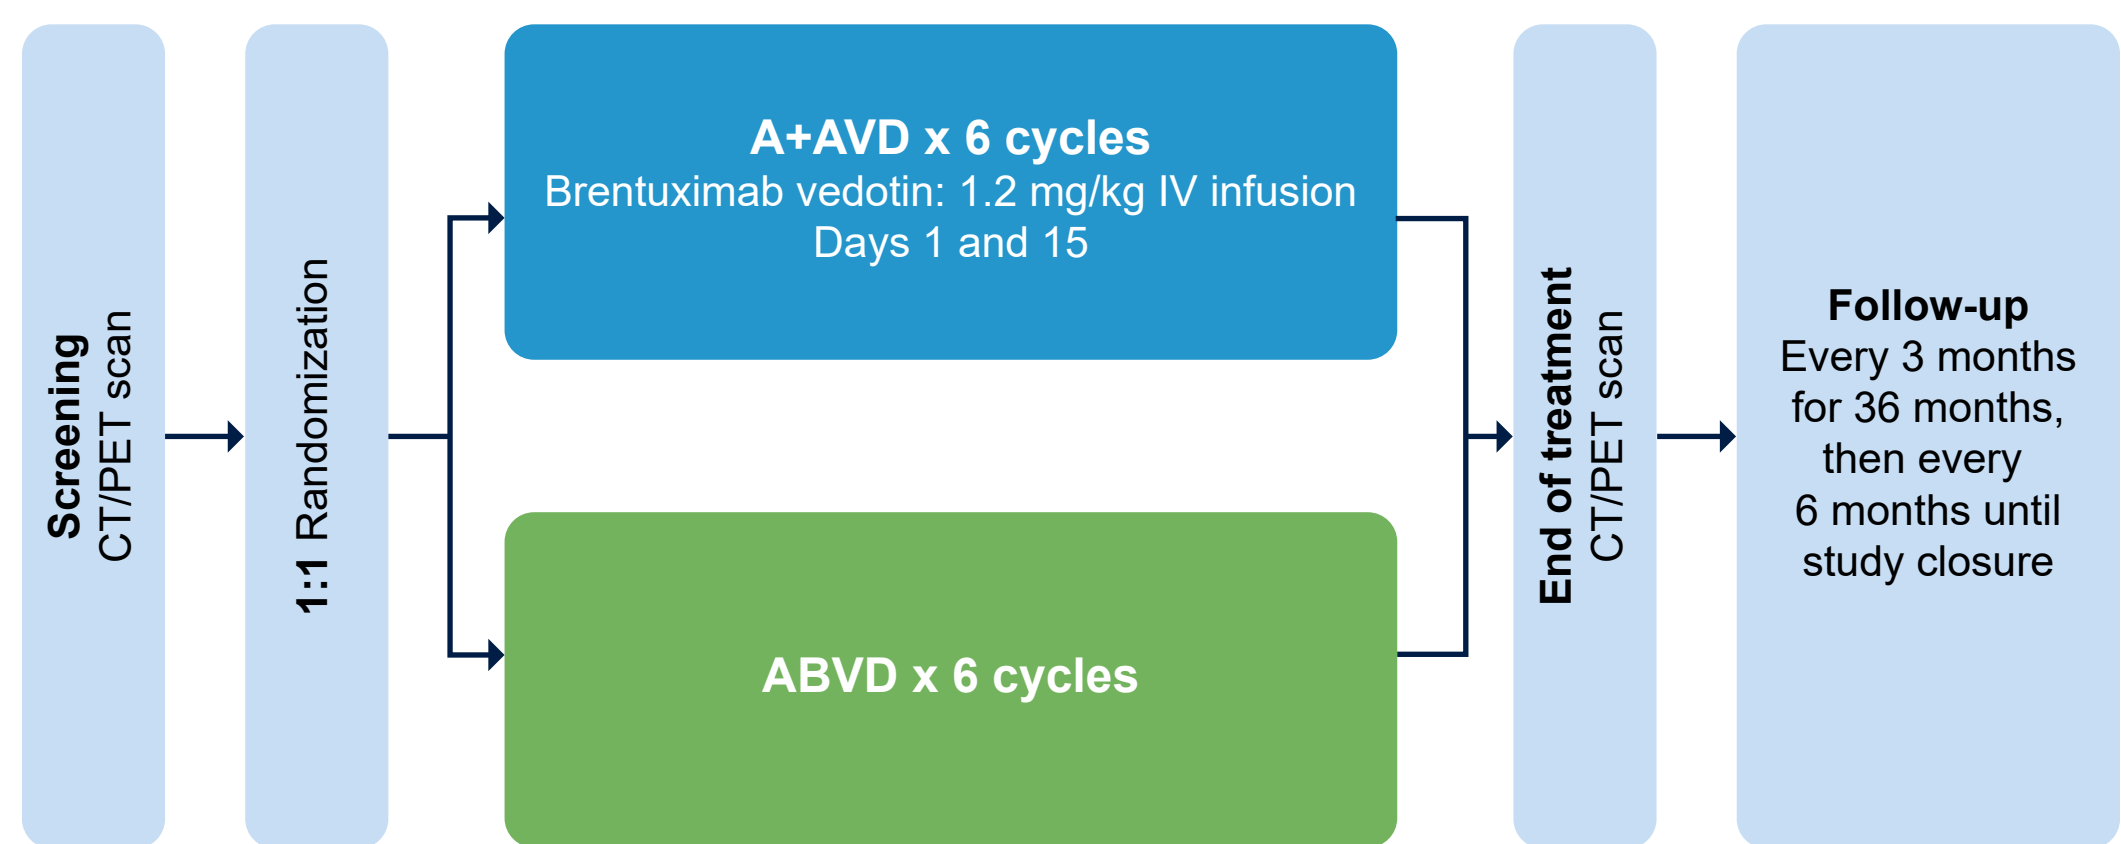 Screening
CT/PET scan
1:1 Randomization
A+AVD x 6 cycles
Brentuximab vedotin: 1.2 mg/kg IV infusion
Days 1 and 15
ABVD x 6 cycles
End of treatment
CT/PET scan
Follow-up
Every 3 months
for 36 months,
then every
6 months until
study closure